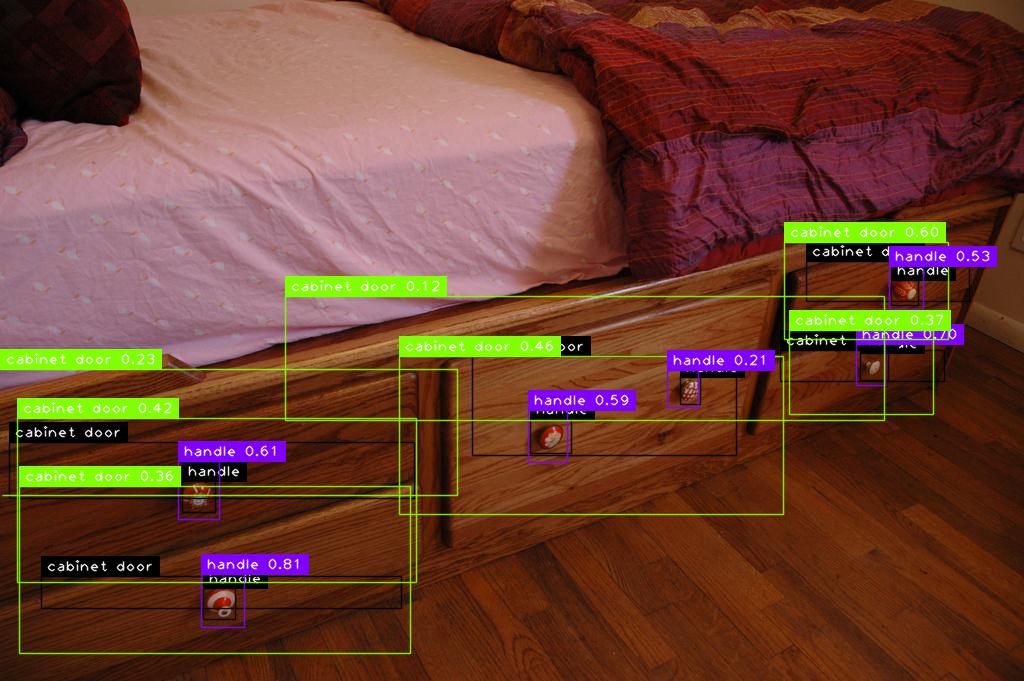 cabinet door 0.60
cabinet d
handle 0.53
handle
cabinet door 0.12
cabinet door 0.37
handle 0.70
cabinet
cabinet door 0.46
oor
cabinet door 0.23
handle 0.21
handle 0.59
handle
cabinet door 0.42
cabinet door
handle 0.61
handle
cabinet door 0.36
handle 0.81
cabinet door
handle